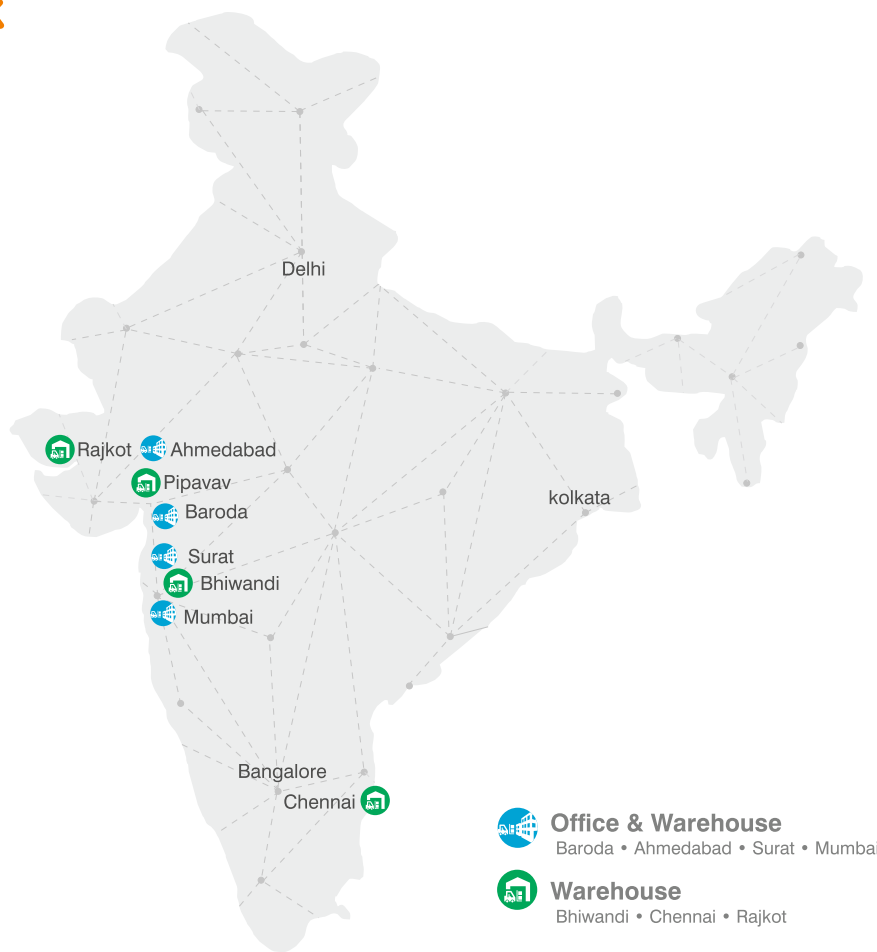 Delhi
Rajkot
Ahmedabad
Pipavav
Baroda
kolkata
Surat
Bhiwandi
Mumbai
Bangalore
Chennai
Office & Warehouse
Baroda • Ahmedabad • Surat • Mumbai
Warehouse
Bhiwandi • Chennai • Rajkot